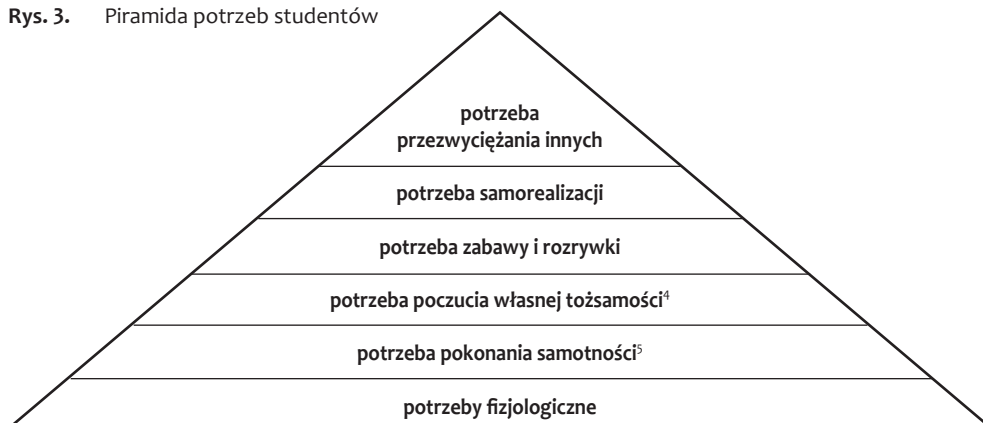 Rys. 3. Piramida potrzeb studentów
potrzeba
przezwyciężania innych
potrzeba samorealizacji
potrzeba zabawy i rozrywki
potrzeba poczucia własnej tożsamości⁴
potrzeba pokonania samotności⁵
potrzeby fizjologiczne